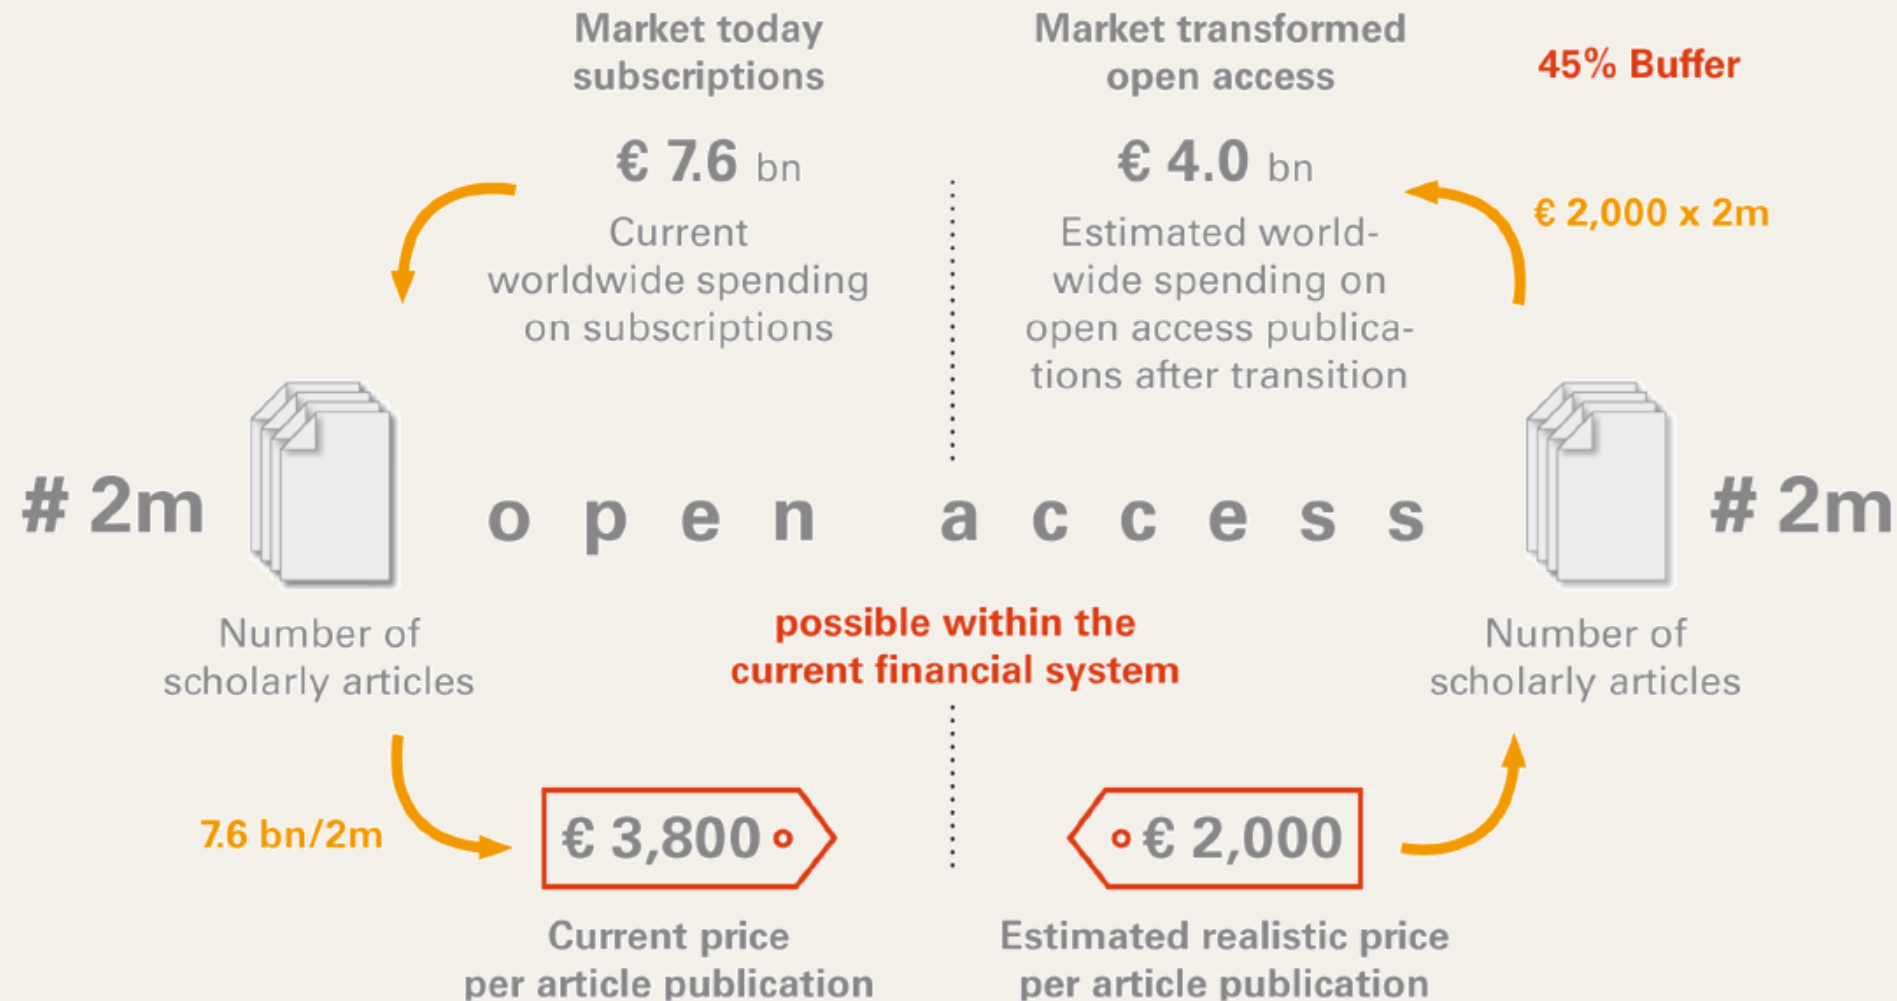 Market today
subscriptions
€ 7.6 bn
Current
worldwide spending
on subscriptions
Market transformed
open access
€ 4.0 bn
Estimated world-
wide spending on
open access publica-
tions after transition
45% Buffer
€ 2,000 x 2m
# 2m
open access
# 2m
Number of
scholarly articles
possible within the
current financial system
Number of
scholarly articles
7.6 bn/2m
€ 3,800
€ 2,000
Current price
per article publication
Estimated realistic price
per article publication